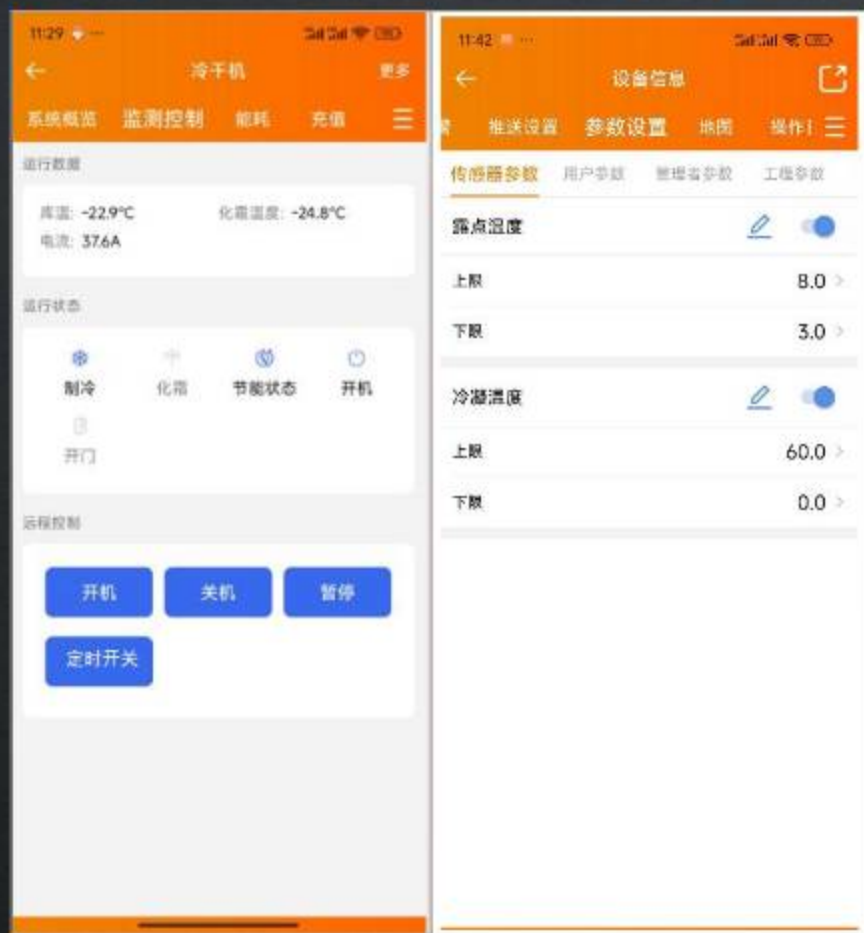 11:29
冷干机
更多
系统概览 监测控制 能耗 充值
运行数据
库温: -22.9°C 化霜温度: -24.8°C
电流: 37.6A
运行状态
制冷 化霜 节能状态 开机
开门
远程控制
开机 关机 暂停
定时开关
11:42
设备信息
推送设置 参数设置 地图 操作
传感器参数 用户参数 管理者参数 工程参数
露点温度
上限 8.0
下限 3.0
冷凝温度
上限 60.0
下限 0.0